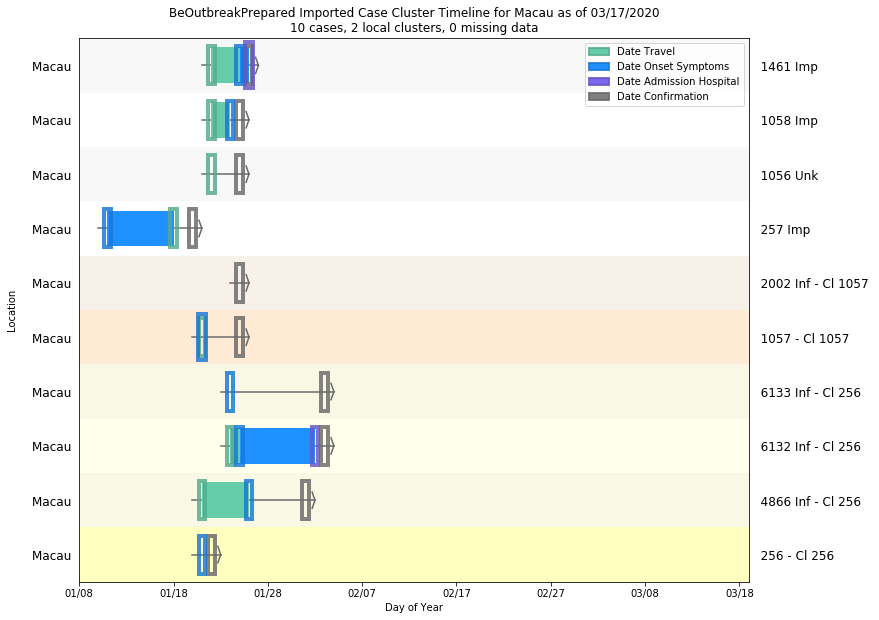 BeOutbreakPrepared Imported Case Cluster Timeline for Macau as of 03/17/2020
10 cases, 2 local clusters, 0 missing data
Date Travel
Date Onset Symptoms
Date Admission Hospital
Date Confirmation
Macau 1461 Imp
Macau 1058 Imp
Macau 1056 Unk
Macau 257 Imp
Macau 2002 Inf - Cl 1057
Macau 1057 - Cl 1057
Macau 6133 Inf - Cl 256
Macau 6132 Inf - Cl 256
Macau 4866 Inf - Cl 256
Macau 256 - Cl 256
Location
01/08 01/18 01/28 02/07 02/17 02/27 03/08 03/18
Day of Year